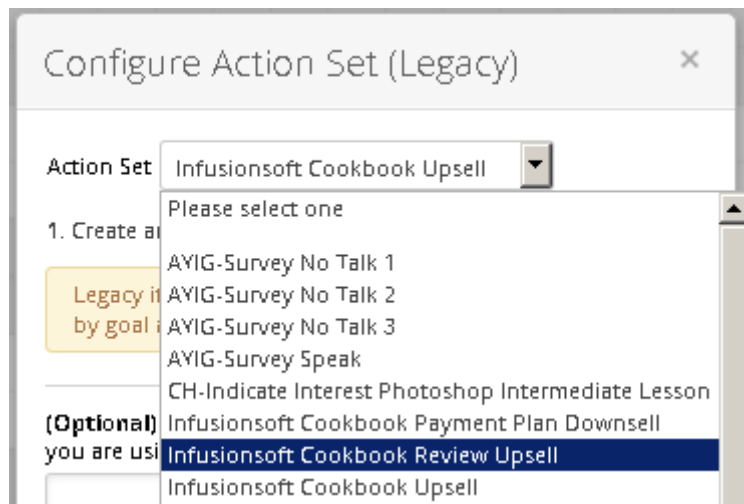 Configure Action Set (Legacy) ×
Action Set Infusionsoft Cookbook Upsell
Please select one
1. Create
AYIG-Survey No Talk 1
Legacy
AYIG-Survey No Talk 2
by goal
AYIG-Survey No Talk 3
AYIG-Survey Speak
CH-Indicate Interest Photoshop Intermediate Lesson
(Optional)
Infusionsoft Cookbook Payment Plan Downsell
you are usi
Infusionsoft Cookbook Review Upsell
Infusionsoft Cookbook Upsell